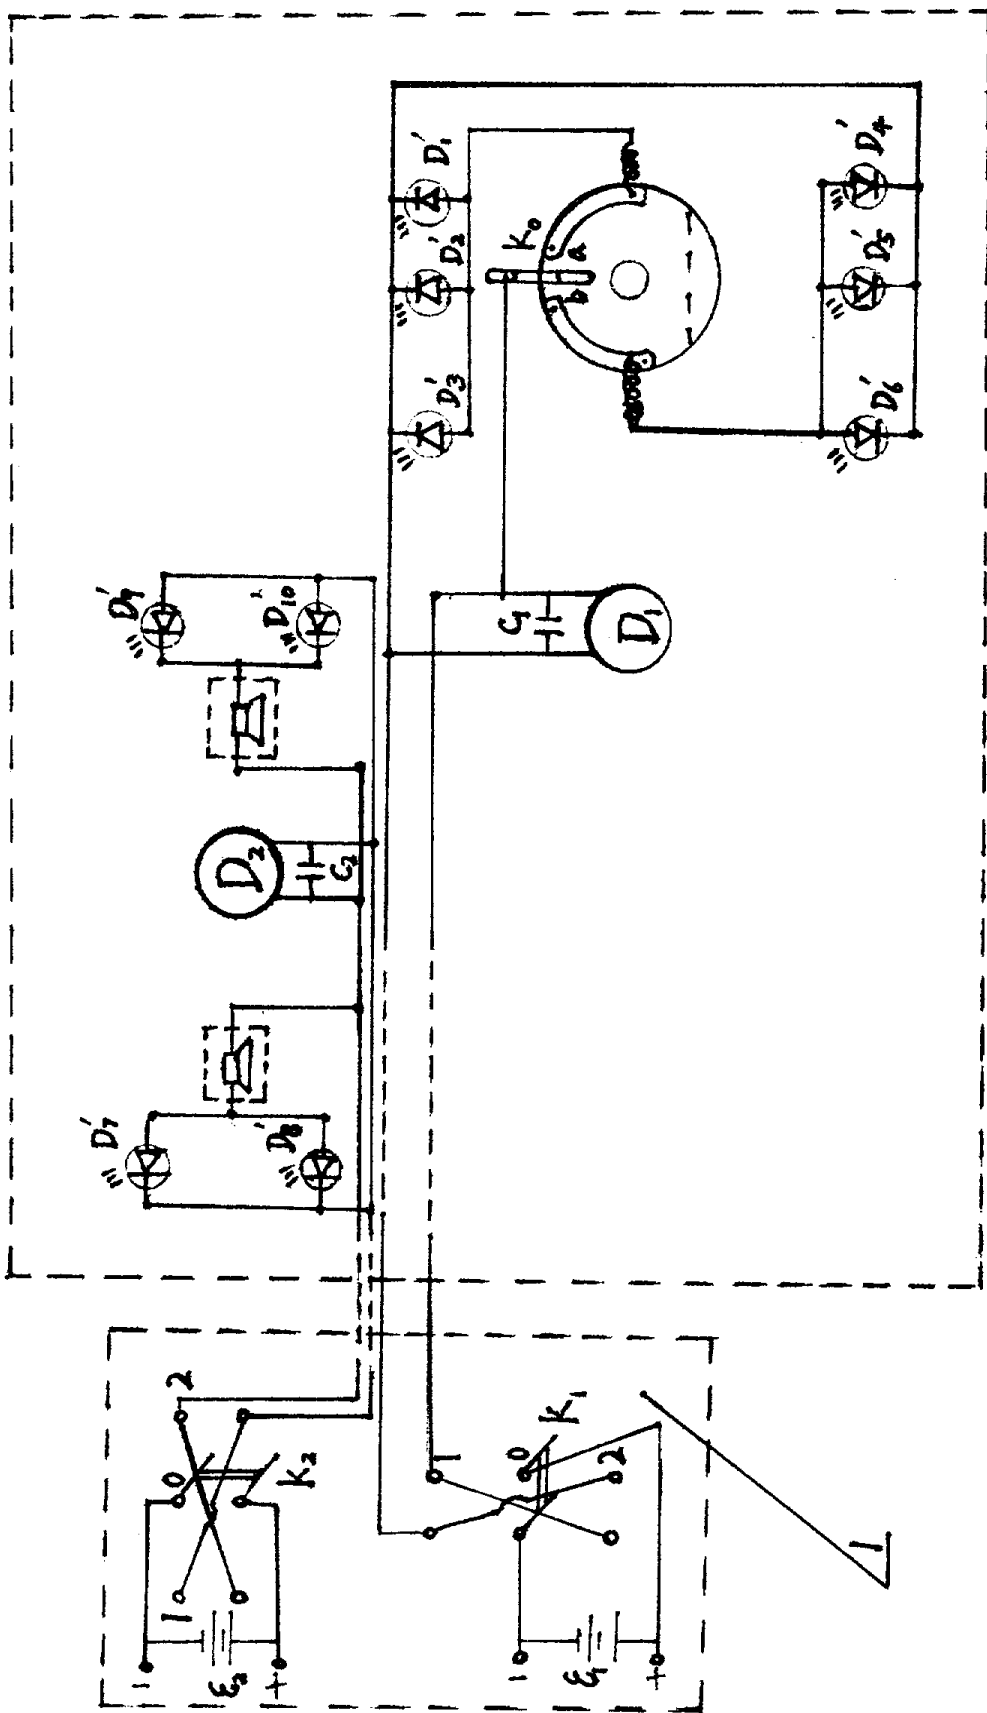 D₁'
D₂'
D₃'
K₀
a
b
D₄'
D₅'
D₆'
D₉'
D₁₀'
C₁
D₁
D₂
C₂
D₇'
D₈'
2
0
1
K₂
-
ε₂
+
1
0
2
K₁
-
ε₁
+
1